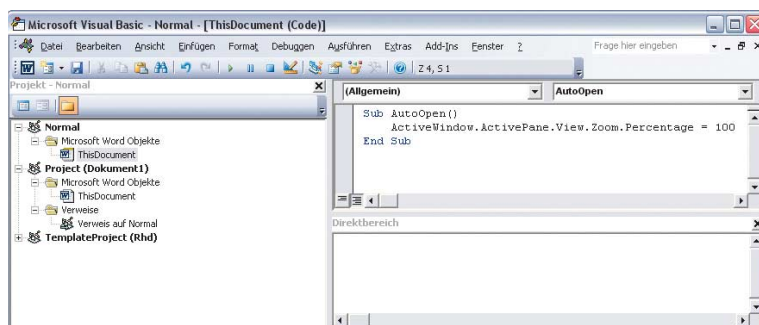 Microsoft Visual Basic - Normal - [ThisDocument (Code)]
Datei Bearbeiten Ansicht Einfügen Format Debuggen Ausführen Extras Add-Ins Fenster ? Frage hier eingeben
Z 4, S 1
Projekt - Normal
Normal
Microsoft Word Objekte
ThisDocument
Project (Dokument1)
Microsoft Word Objekte
ThisDocument
Verweise
Verweis auf Normal
TemplateProject (Rhd)
(Allgemein) AutoOpen
Sub AutoOpen()
ActiveWindow.ActivePane.View.Zoom.Percentage = 100
End Sub
Direktbereich